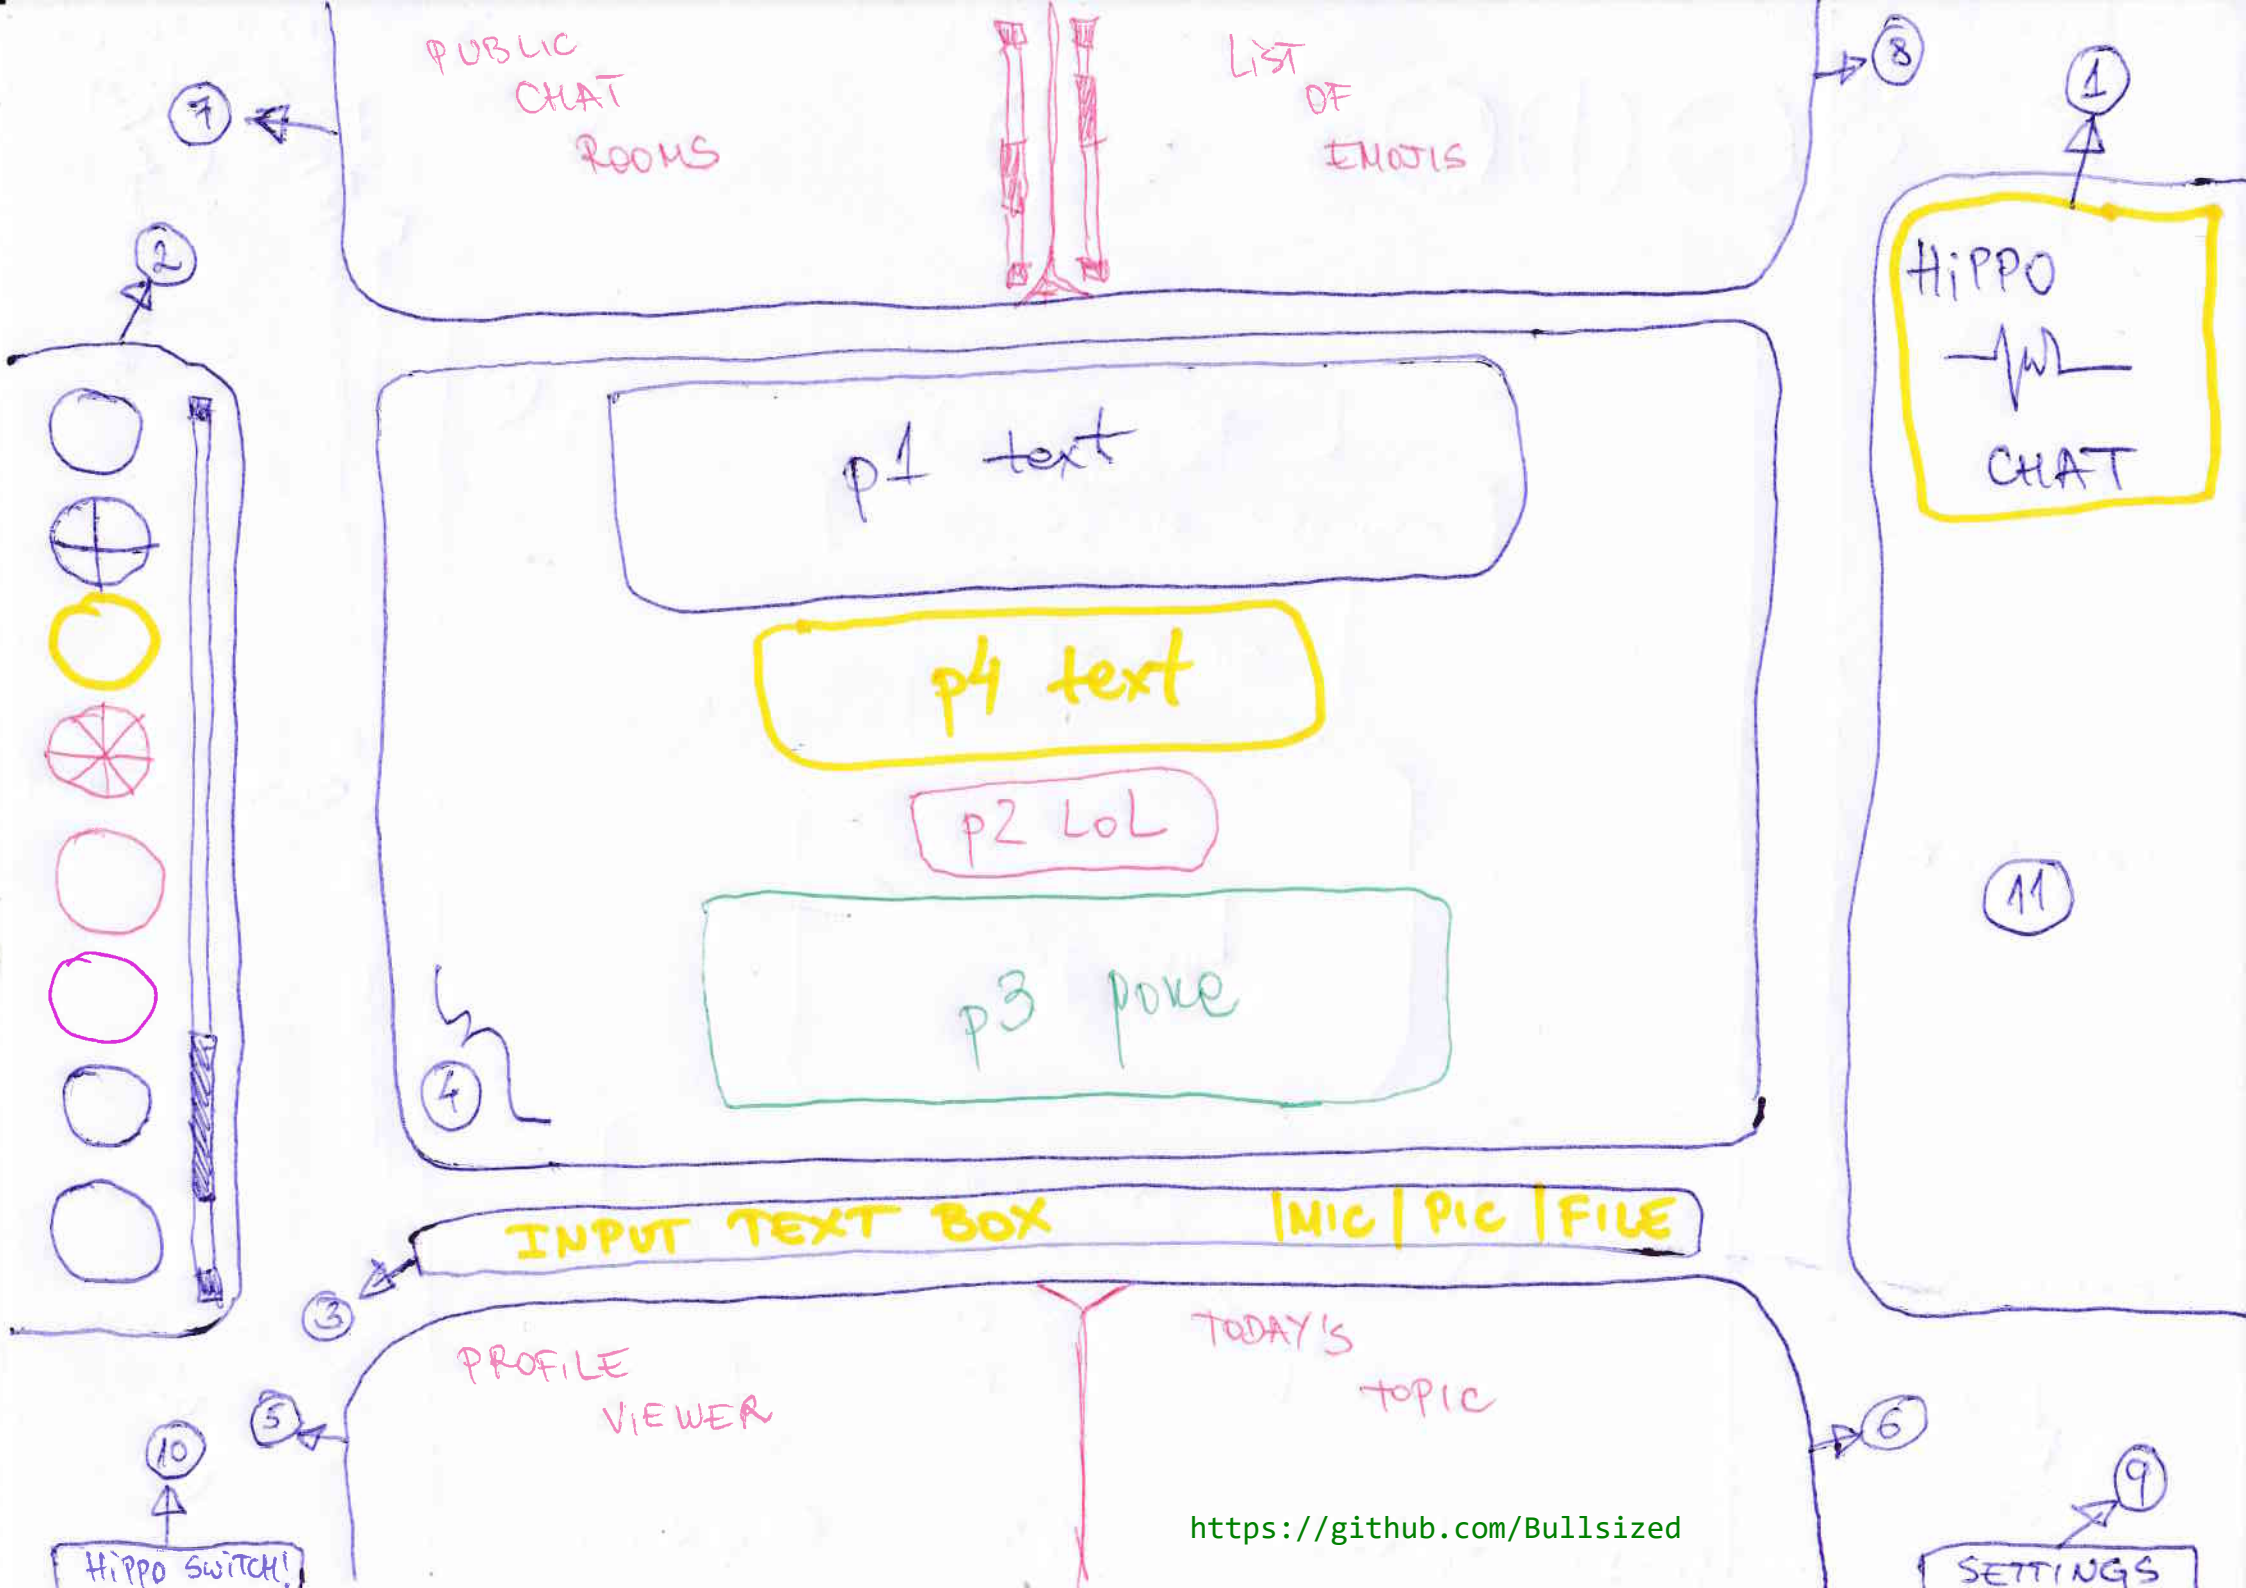 PUBLIC
CHAT
ROOMS
LiST
OF
EMOJIS
7
8
1
2
HiPPO
CHAT
p1 text
p4 text
p2 LoL
p3 poke
4
11
INPUT TEXT BOX |MIC| PIC |FILE
3
PROFiLE
ViEWER
TODAY'S
TOPIC
5
6
10
9
https://github.com/Bullsized
HiPPO SWiTCH!
SETTINGS